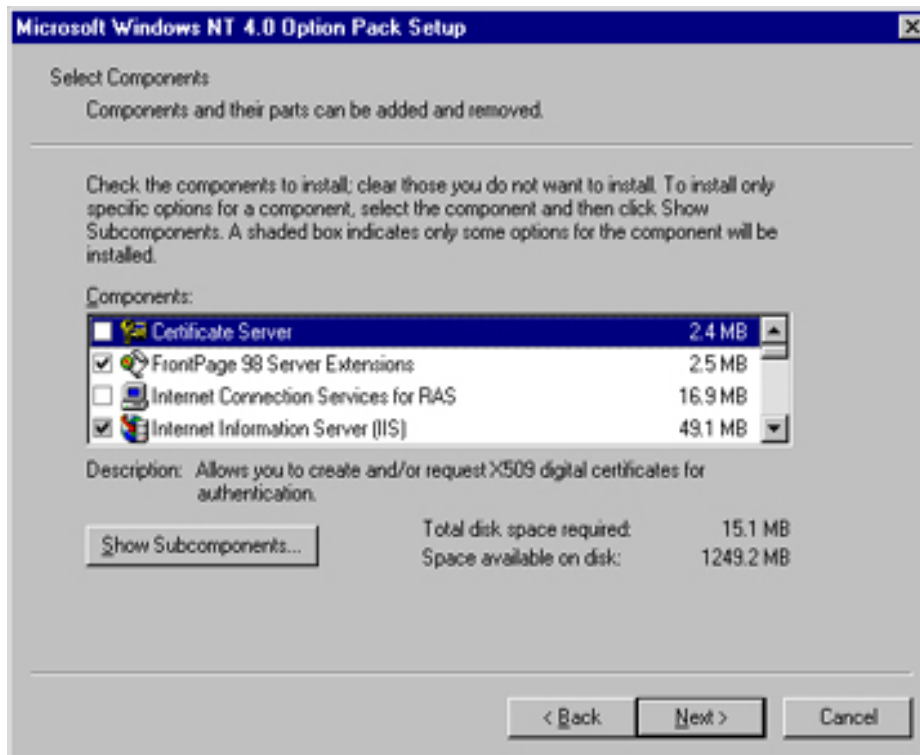 Microsoft Windows NT 4.0 Option Pack Setup
Select Components
Components and their parts can be added and removed.
Check the components to install; clear those you do not want to install. To install only
specific options for a component, select the component and then click Show
Subcomponents. A shaded box indicates only some options for the component will be
installed.
Components:
Certificate Server 2.4 MB
FrontPage 98 Server Extensions 2.5 MB
Internet Connection Services for RAS 16.9 MB
Internet Information Server (IIS) 49.1 MB
Description: Allows you to create and/or request X509 digital certificates for
authentication.
Show Subcomponents...
Total disk space required: 15.1 MB
Space available on disk: 1249.2 MB
< Back Next > Cancel